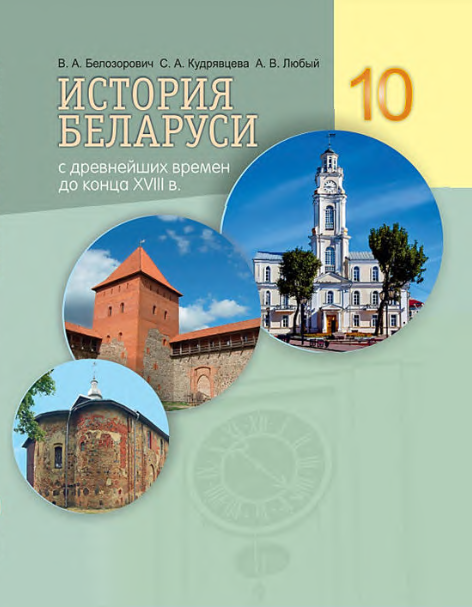 В. А. Белозорович С. А. Кудрявцева А. В. Любый
ИСТОРИЯ
БЕЛАРУСИ
10
с древнейших времен
до конца XVIII в.